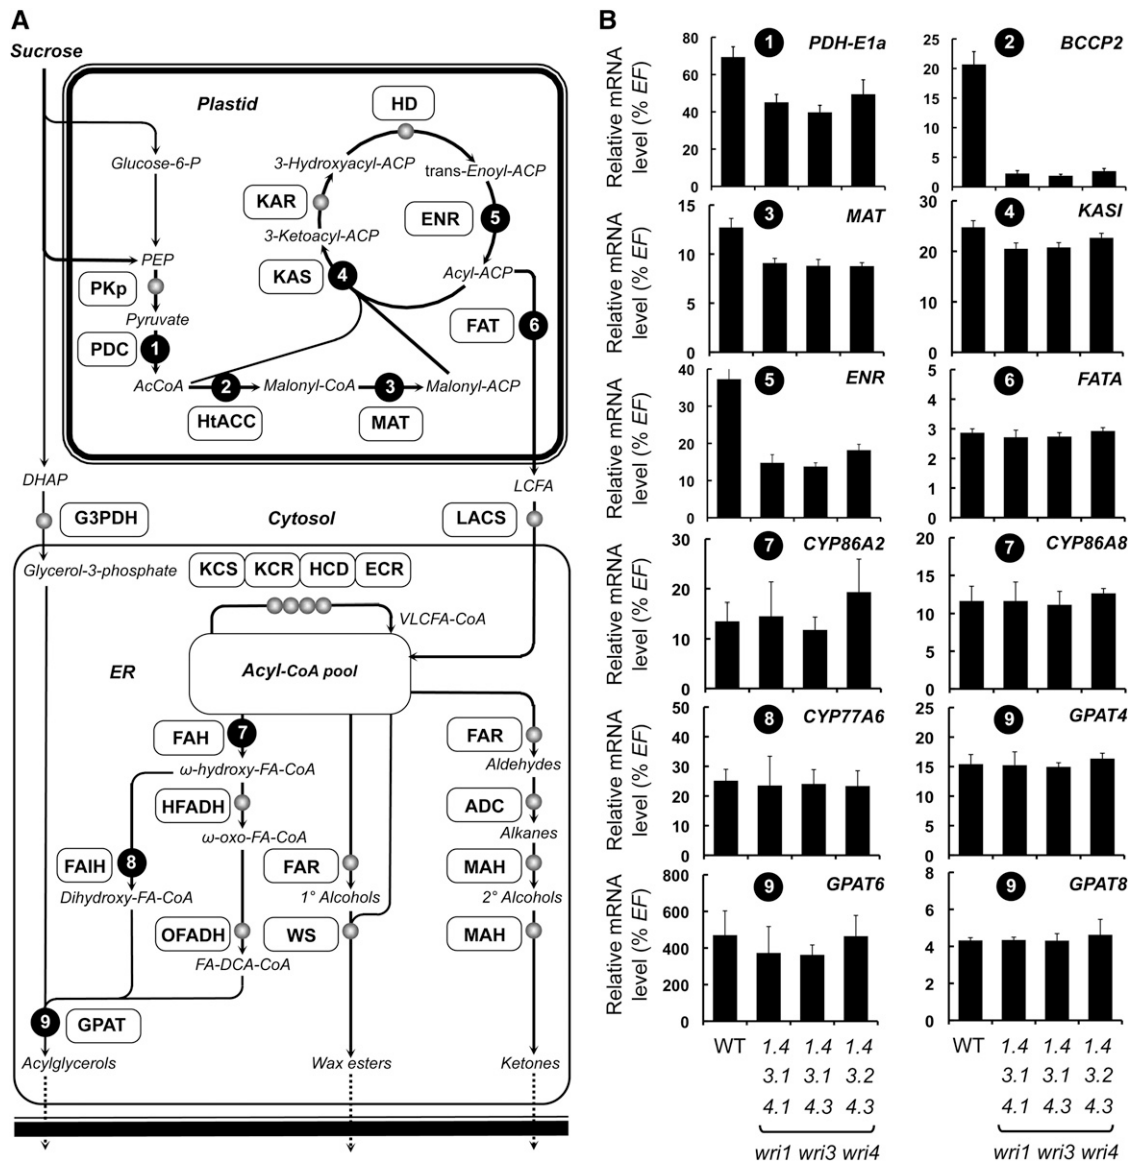 A
Sucrose
Plastid
HD
Glucose-6-P
3-Hydroxyacyl-ACP
trans-Enoyl-ACP
KAR
ENR
5
3-Ketoacyl-ACP
PEP
KAS
4
Acyl-ACP
PKp
Pyruvate
FAT
6
PDC
1
AcCoA
2
Malonyl-CoA
3
Malonyl-ACP
HtACC
MAT
DHAP
LCFA
G3PDH
Cytosol
LACS
Glycerol-3-phosphate
KCS
KCR
HCD
ECR
VLCFA-CoA
ER
Acyl-CoA pool
FAH
7
FAR
ω-hydroxy-FA-CoA
Aldehydes
HFADH
ADC
ω-oxo-FA-CoA
Alkanes
FAIH
8
FAR
MAH
Dihydroxy-FA-CoA
1° Alcohols
2° Alcohols
OFADH
WS
MAH
FA-DCA-CoA
9
GPAT
Acylglycerols
Wax esters
Ketones
B
Relative mRNA
level (% EF)
80
60
40
20
0
1
PDH-E1a
25
20
15
10
5
0
2
BCCP2
Relative mRNA
level (% EF)
15
10
5
0
3
MAT
30
20
10
0
4
KASI
Relative mRNA
level (% EF)
40
30
20
10
0
5
ENR
5
4
3
2
1
0
6
FATA
Relative mRNA
level (% EF)
30
20
10
0
7
CYP86A2
20
15
10
5
0
7
CYP86A8
Relative mRNA
level (% EF)
50
40
30
20
10
0
8
CYP77A6
25
20
15
10
5
0
9
GPAT4
Relative mRNA
level (% EF)
800
600
400
200
0
9
GPAT6
8
6
4
2
0
9
GPAT8
WT 1.4 1.4 1.4
3.1 3.1 3.2
4.1 4.3 4.3
wri1 wri3 wri4
WT 1.4 1.4 1.4
3.1 3.1 3.2
4.1 4.3 4.3
wri1 wri3 wri4